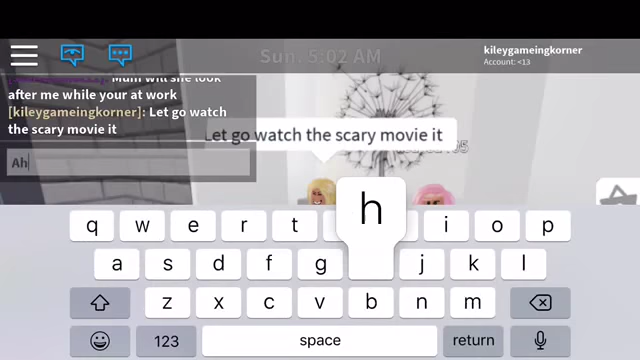 Sun. 5:02 AM
kileygameingkorner
Account: <13
Mum will she look
after me while your at work
[kileygameingkorner]: Let go watch
the scary movie it
Let go watch the scary movie it
Ah
h
q w e r t i o p
a s d f g j k l
z x c v b n m
123 space return